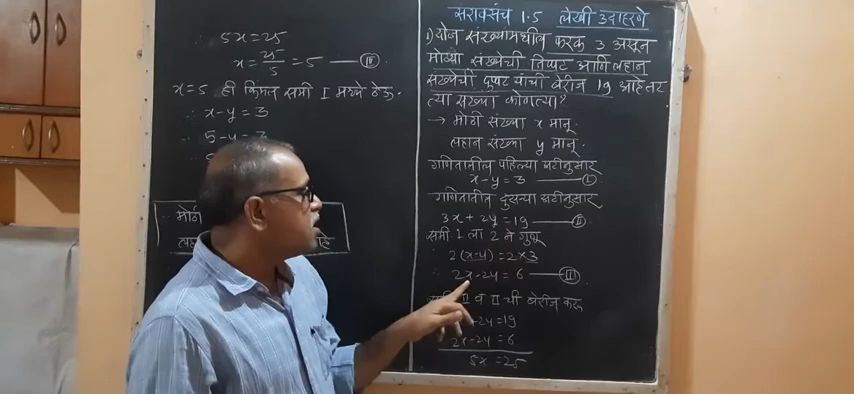 सरावसंच 1.5 लेखी उदाहरणे
1) दोन संख्यामधील फरक 3 असून
मोठ्या संख्येची तिप्पट आणि लहान
संख्येची दुप्पट यांची बेरीज 19 आहे तर
त्या संख्या कोणत्या?
→ मोठी संख्या x मानू.
लहान संख्या y मानू.
गणितातील पहिल्या अटीनुसार
x-y=3 —— I
गणितातील दुसऱ्या अटीनुसार
3x+2y=19 —— II
समी. 1 ला 2 ने गुणू
2(x-y)=2×3
∴ 2x-2y=6 —— III
व II ची बेरीज करू
2y=19
2x-2y=6
5x=25
∴ 5x=25
x=25/5=5 —— IV
x=5 ही किंमत समी I मध्ये ठेऊ.
∴ x-y=3
5-y=3
∴ मोठी